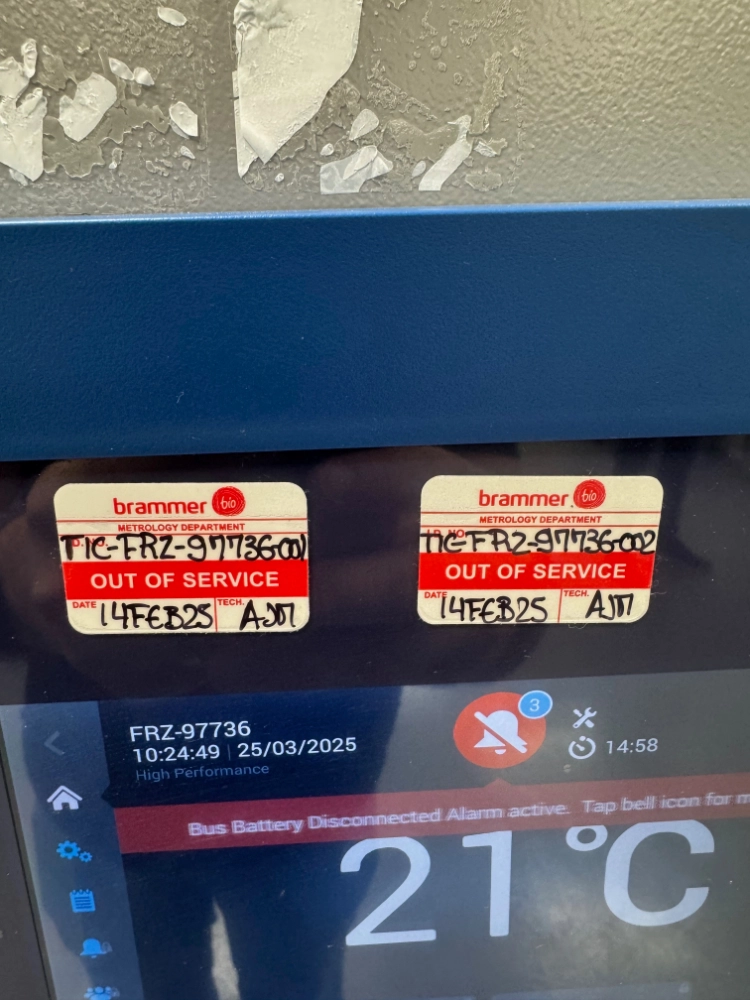 brammer bio
METROLOGY DEPARTMENT
TIC-FRZ-97736-001
OUT OF SERVICE
DATE 14FEB25 TECH. AJM
brammer bio
METROLOGY DEPARTMENT
I.D. NO.
TIC-FRZ-97736-002
OUT OF SERVICE
DATE 14FEB25 TECH. AJM
FRZ-97736
10:24:49 | 25/03/2025
High Performance
3
14:58
Bus Battery Disconnected Alarm active. Tap bell icon for
21°C